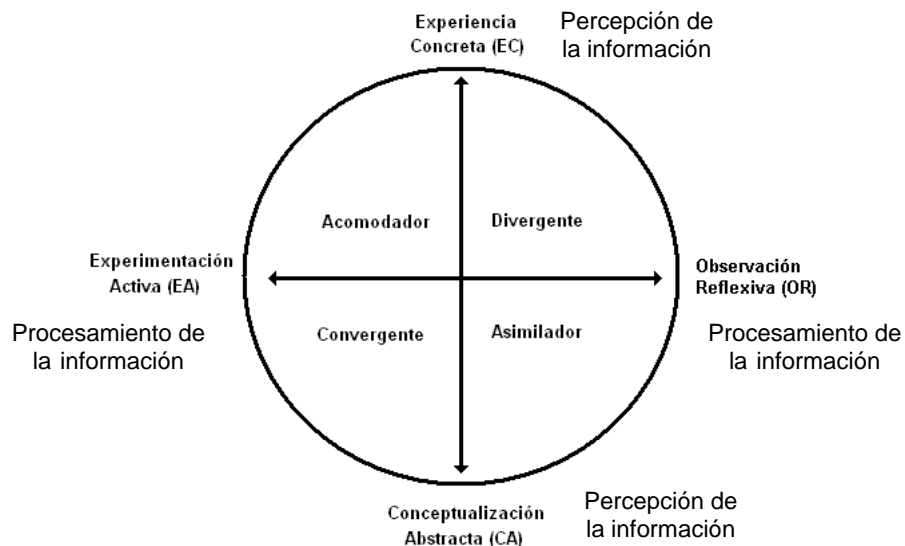 Experiencia
Concreta (EC)
Percepción de
la información
Acomodador
Divergente
Experimentación
Activa (EA)
Observación
Reflexiva (OR)
Procesamiento de
la información
Convergente
Asimilador
Procesamiento de
la información
Conceptualización
Abstracta (CA)
Percepción de
la información